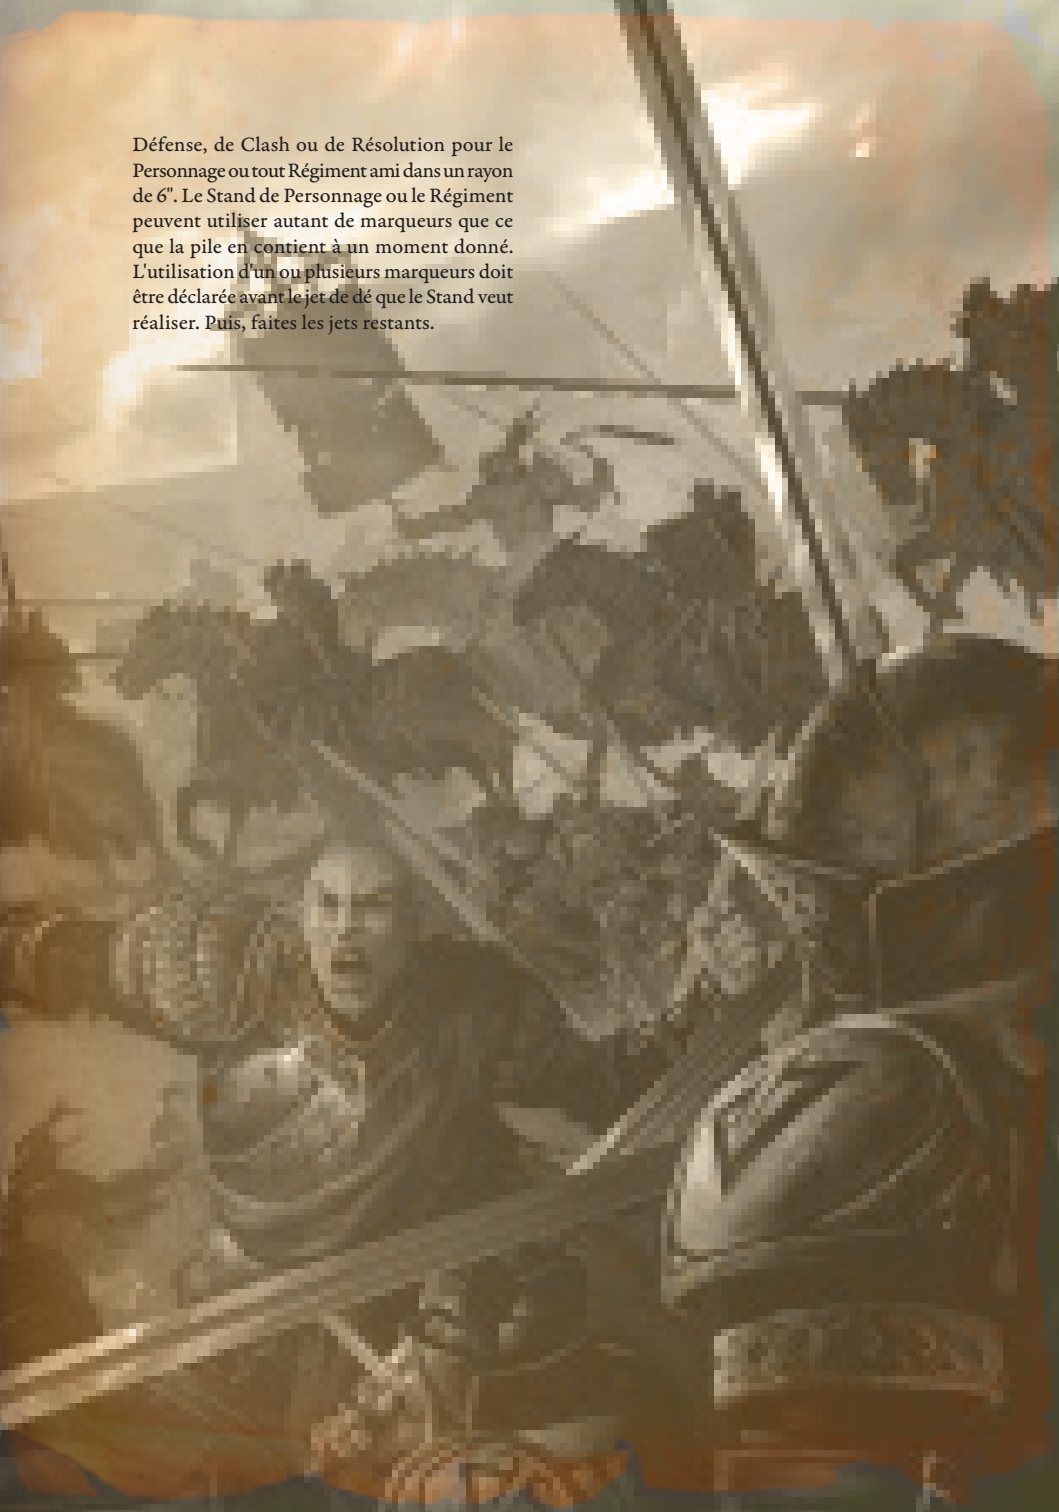 Défense, de Clash ou de Résolution pour le
Personnage ou tout Régiment ami dans un rayon
de 6". Le Stand de Personnage ou le Régiment
peuvent utiliser autant de marqueurs que ce
que la pile en contient à un moment donné.
L'utilisation d'un ou plusieurs marqueurs doit
être déclarée avant le jet de dé que le Stand veut
réaliser. Puis, faites les jets restants.